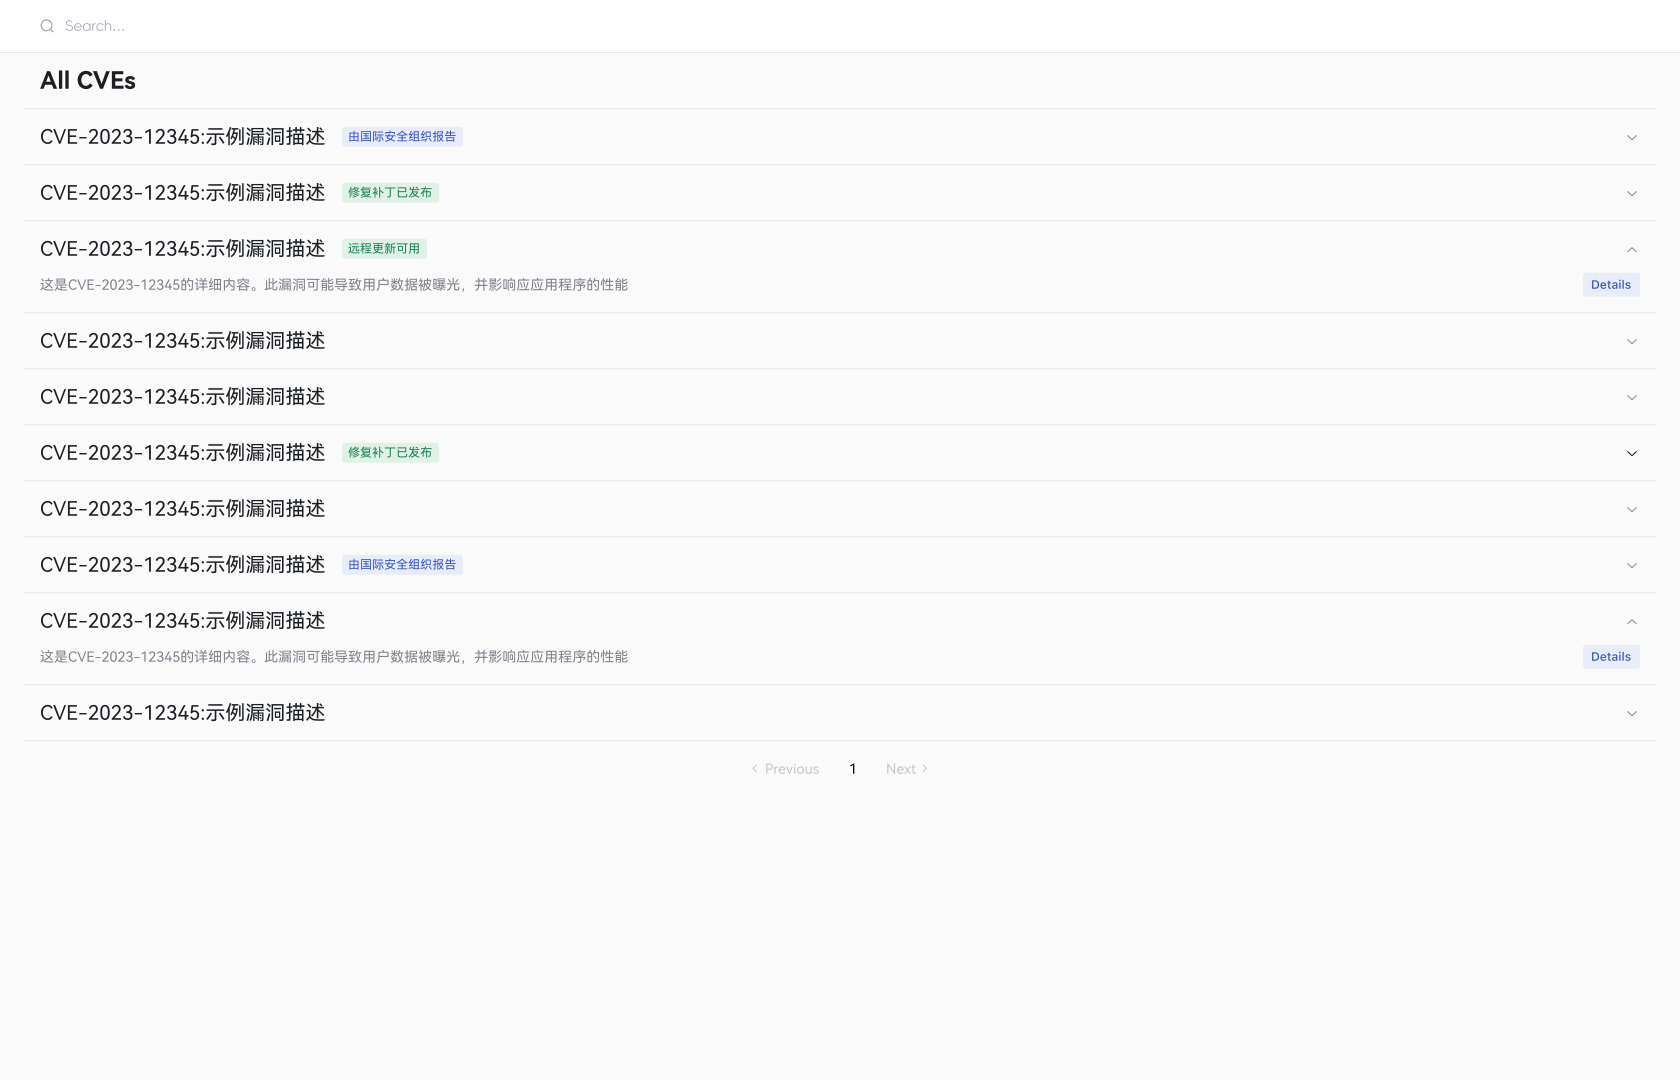 Search...
All CVEs
CVE-2023-12345:示例漏洞描述 由国际安全组织报告
CVE-2023-12345:示例漏洞描述 修复补丁已发布
CVE-2023-12345:示例漏洞描述 远程更新可用
这是CVE-2023-12345的详细内容。此漏洞可能导致用户数据被曝光，并影响应应用程序的性能 Details
CVE-2023-12345:示例漏洞描述
CVE-2023-12345:示例漏洞描述
CVE-2023-12345:示例漏洞描述 修复补丁已发布
CVE-2023-12345:示例漏洞描述
CVE-2023-12345:示例漏洞描述 由国际安全组织报告
CVE-2023-12345:示例漏洞描述
这是CVE-2023-12345的详细内容。此漏洞可能导致用户数据被曝光，并影响应应用程序的性能 Details
CVE-2023-12345:示例漏洞描述
Previous 1 Next